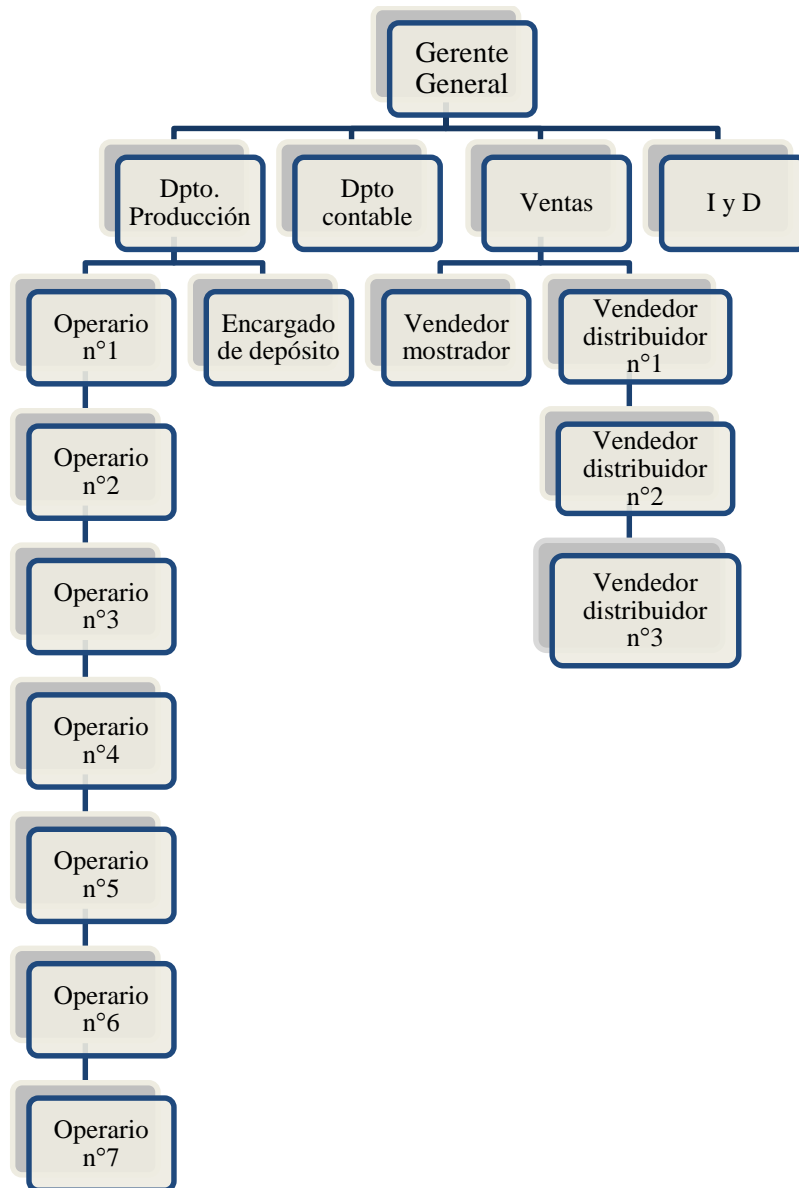 Gerente
General
Dpto.
Producción
Dpto
contable
Ventas
I y D
Operario
n°1
Encargado
de depósito
Vendedor
mostrador
Vendedor
distribuidor
n°1
Operario
n°2
Vendedor
distribuidor
n°2
Operario
n°3
Vendedor
distribuidor
n°3
Operario
n°4
Operario
n°5
Operario
n°6
Operario
n°7